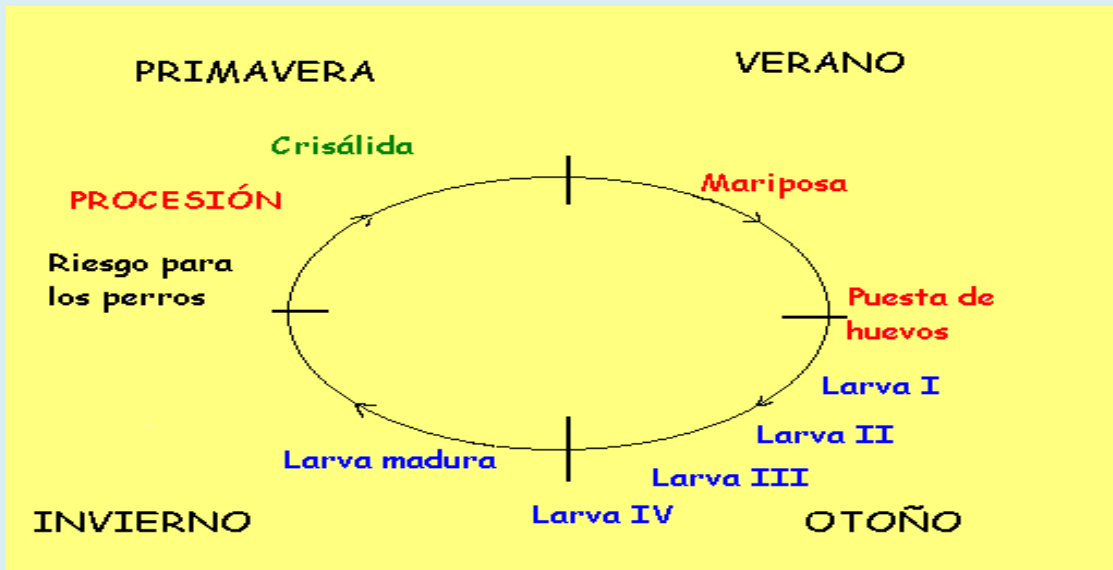 PRIMAVERA
VERANO
Crisálida
Mariposa
PROCESIÓN
Riesgo para
los perros
Puesta de
huevos
Larva I
Larva II
Larva madura
Larva III
Larva IV
INVIERNO
OTOÑO